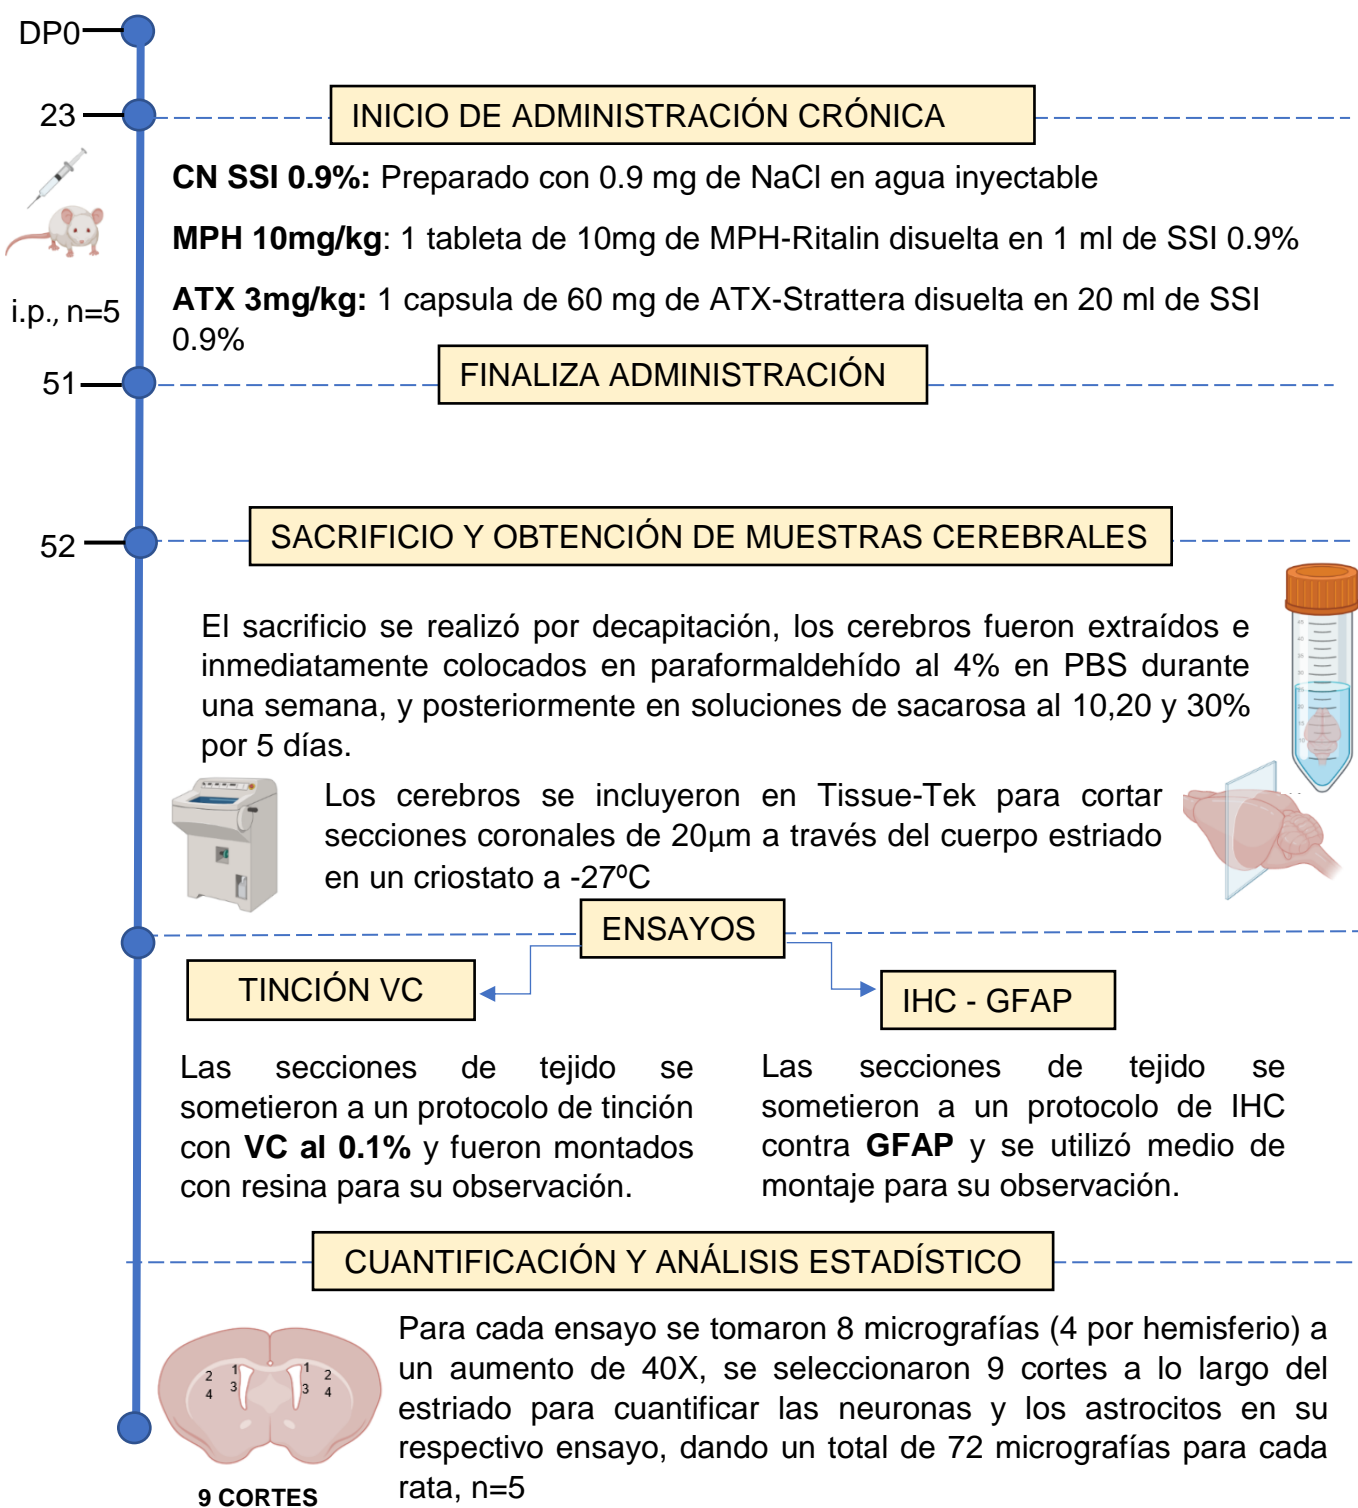 DP0
23
INICIO DE ADMINISTRACIÓN CRÓNICA
CN SSI 0.9%: Preparado con 0.9 mg de NaCl en agua inyectable
MPH 10mg/kg: 1 tableta de 10mg de MPH-Ritalin disuelta en 1 ml de SSI 0.9%
i.p., n=5
ATX 3mg/kg: 1 capsula de 60 mg de ATX-Strattera disuelta en 20 ml de SSI
0.9%
51
FINALIZA ADMINISTRACIÓN
52
SACRIFICIO Y OBTENCIÓN DE MUESTRAS CEREBRALES
El sacrificio se realizó por decapitación, los cerebros fueron extraídos e
inmediatamente colocados en paraformaldehído al 4% en PBS durante
una semana, y posteriormente en soluciones de sacarosa al 10,20 y 30%
por 5 días.
Los cerebros se incluyeron en Tissue-Tek para cortar
secciones coronales de 20µm a través del cuerpo estriado
en un criostato a -27ºC
ENSAYOS
TINCIÓN VC
Las secciones de tejido se
sometieron a un protocolo de tinción
con VC al 0.1% y fueron montados
con resina para su observación.
IHC - GFAP
Las secciones de tejido se
sometieron a un protocolo de IHC
contra GFAP y se utilizó medio de
montaje para su observación.
CUANTIFICACIÓN Y ANÁLISIS ESTADÍSTICO
1 1
2 2
3 3
4 4
9 CORTES
Para cada ensayo se tomaron 8 micrografías (4 por hemisferio) a
un aumento de 40X, se seleccionaron 9 cortes a lo largo del
estriado para cuantificar las neuronas y los astrocitos en su
respectivo ensayo, dando un total de 72 micrografías para cada
rata, n=5